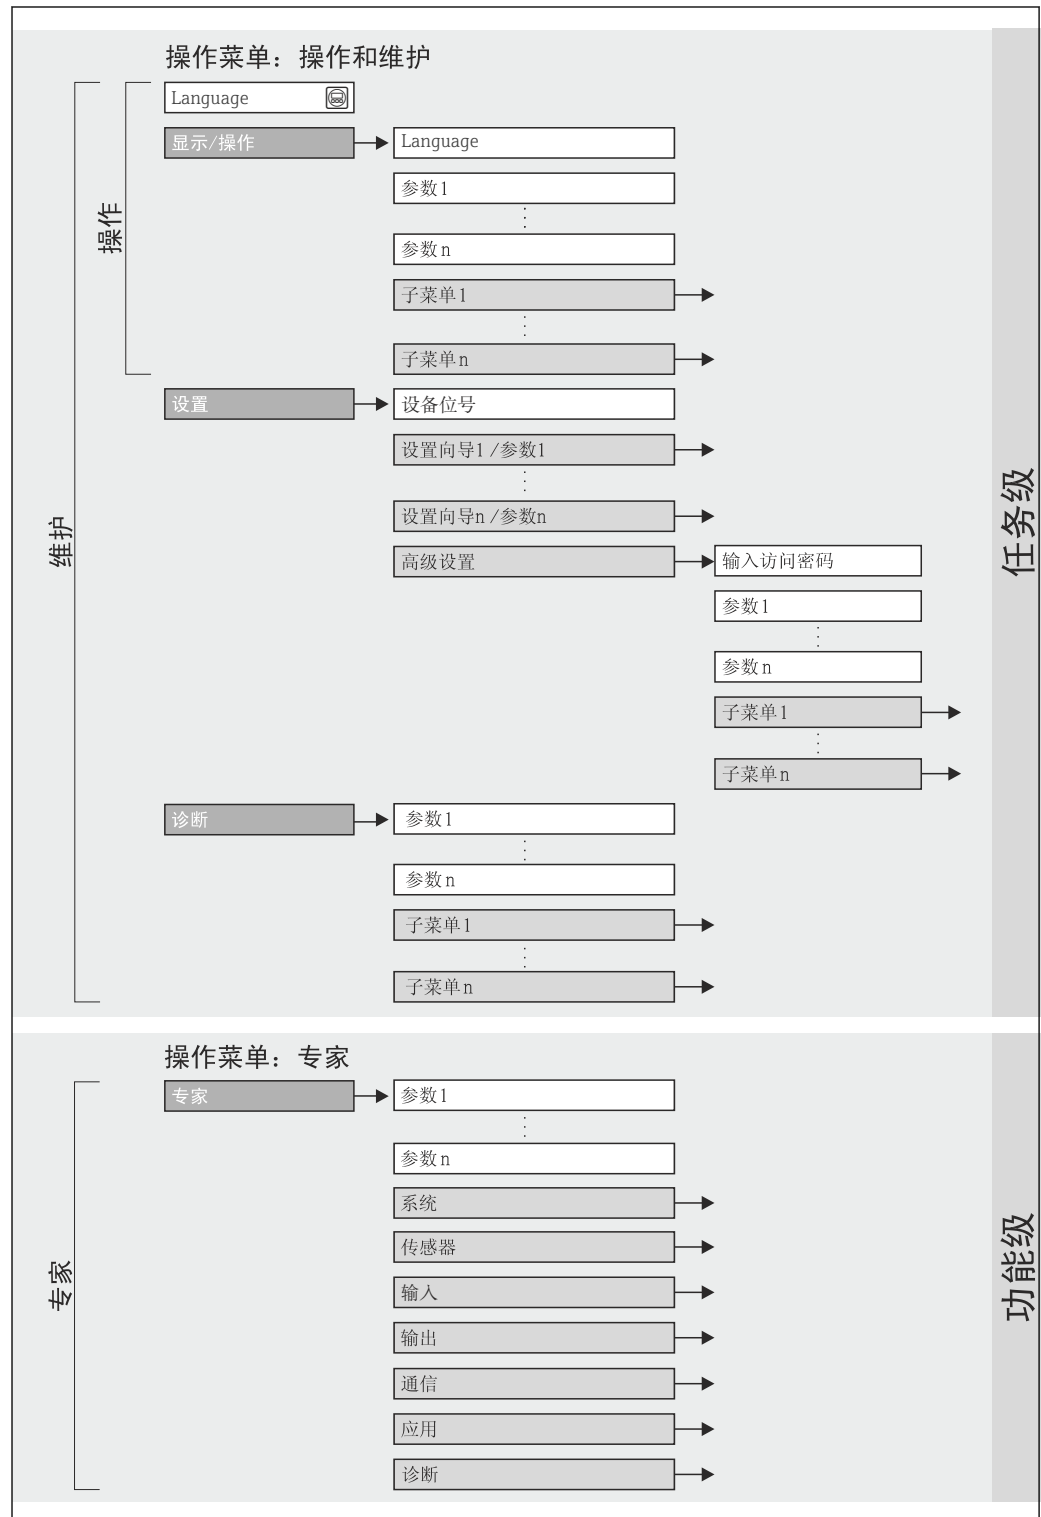 操作菜单：操作和维护
Language
显示/操作
Language
参数1
参数n
子菜单1
子菜单n
操作
设置
设备位号
设置向导1 /参数1
设置向导n /参数n
高级设置
输入访问密码
参数1
参数n
子菜单1
子菜单n
维护
诊断
参数1
参数n
子菜单1
子菜单n
任务级
操作菜单：专家
专家
参数1
参数n
系统
传感器
输入
输出
通信
应用
诊断
专家
功能级